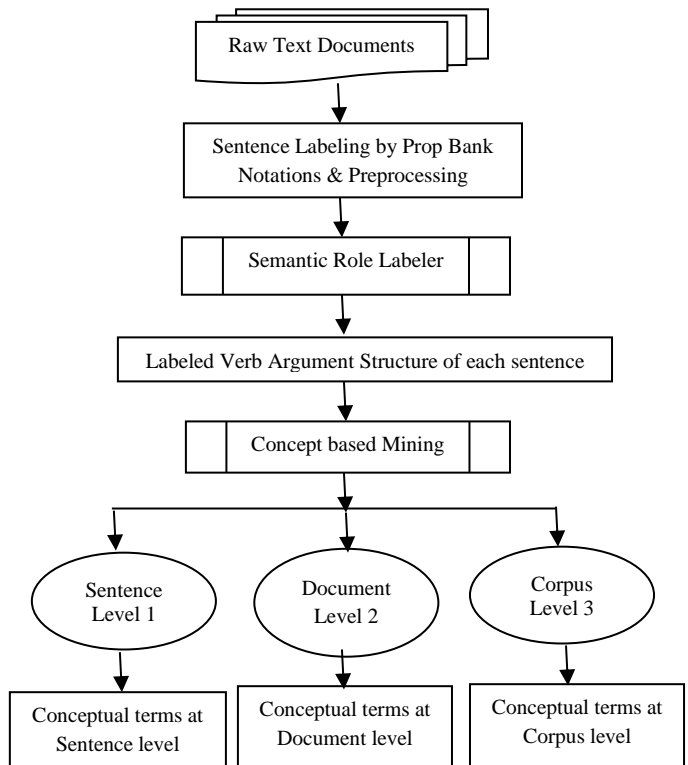 Raw Text Documents
Sentence Labeling by Prop Bank
Notations & Preprocessing
Semantic Role Labeler
Labeled Verb Argument Structure of each sentence
Concept based Mining
Sentence
Level 1
Document
Level 2
Corpus
Level 3
Conceptual terms at
Sentence level
Conceptual terms at
Document level
Conceptual terms at
Corpus level